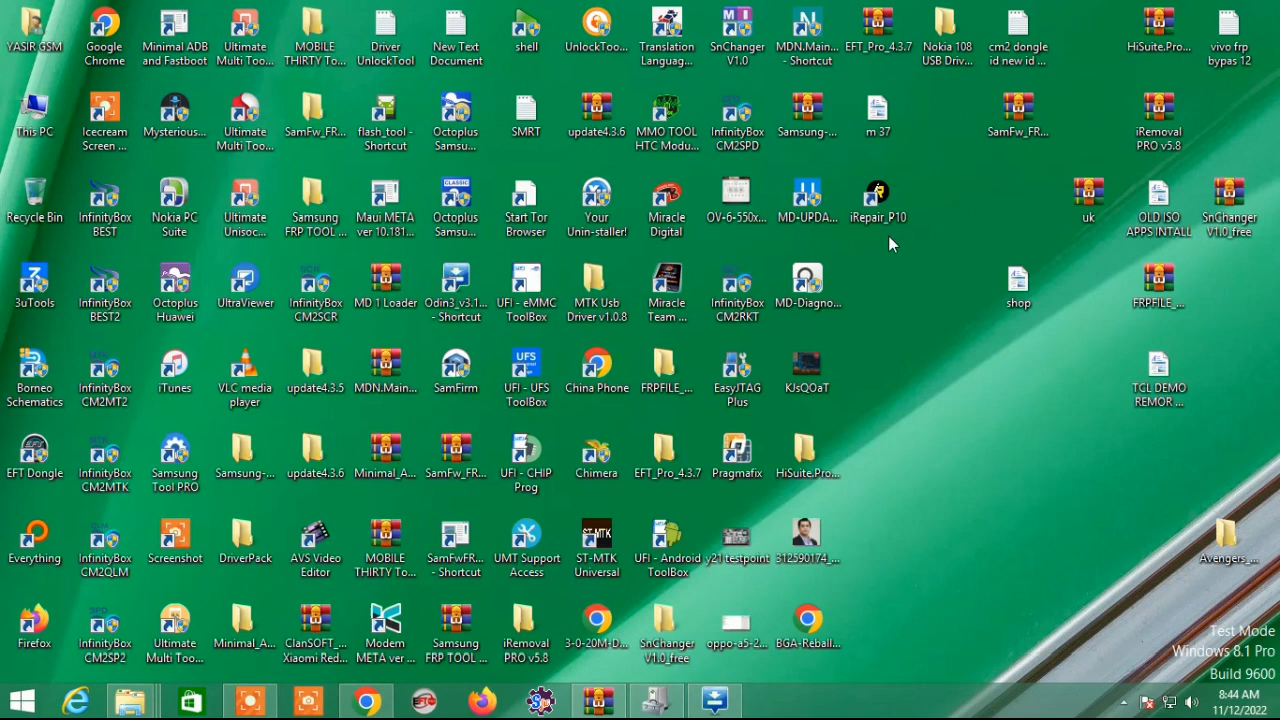 YASIR GSM
Google
Chrome
Minimal ADB
and Fastboot
Ultimate
Multi Too...
MOBILE
THIRTY To...
Driver
UnlockTool
New Text
Document
shell
UnlockToo...
Translation
Languag...
SnChanger
V1.0
MDN.Main...
- Shortcut
EFT_Pro_4.3.7
Nokia 108
USB Driv...
cm2 dongle
id new id ...
HiSuite.Pro...
vivo frp
bypas 12
This PC
Icecream
Screen ...
Mysterious...
Ultimate
Multi Too...
SamFw_FR...
flash_tool -
Shortcut
Octoplus
Samsu...
SMRT
update4.3.6
MMO TOOL
HTC Modu...
InfinityBox
CM2SPD
Samsung-...
m 37
SamFw_FR...
iRemoval
PRO v5.8
Recycle Bin
InfinityBox
BEST
Nokia PC
Suite
Ultimate
Unisoc...
Samsung
FRP TOOL ...
Maui META
ver 10.181...
CLASSIC
Octoplus
Samsu...
Start Tor
Browser
Your
Unin-staller!
Miracle
Digital
OV-6-550x...
MD-UPDA...
iRepair_P10
uk
OLD ISO
APPS INTALL
SnChanger
V1.0_free
3uTools
InfinityBox
BEST2
Octoplus
Huawei
UltraViewer
InfinityBox
CM2SCR
MD 1 Loader
Odin3_v3.1...
- Shortcut
UFI - eMMC
ToolBox
MTK Usb
Driver v1.0.8
Miracle
Team ...
InfinityBox
CM2RKT
MD-Diagno...
shop
FRPFILE_...
Borneo
Schematics
InfinityBox
CM2MT2
iTunes
VLC media
player
update4.3.5
MDN.Main...
SamFirm
UFS
UFI - UFS
ToolBox
China Phone
FRPFILE_...
EasyJTAG
Plus
KJsQOaT
TCL DEMO
REMOR ...
EFT Dongle
InfinityBox
CM2MTK
Samsung
Tool PRO
Samsung-...
update4.3.6
Minimal_A...
SamFw_FR...
UFI - CHIP
Prog
Chimera
EFT_Pro_4.3.7
Pragmafix
HiSuite.Pro...
Everything
InfinityBox
CM2QLM
Screenshot
DriverPack
AVS Video
Editor
MOBILE
THIRTY To...
SamFwFR...
- Shortcut
UMT Support
Access
ST-MTK
ST-MTK
Universal
UFI - Android
ToolBox
y21 testpoint
312590174_...
Avengers_...
Firefox
InfinityBox
CM2SP2
Ultimate
Multi Too...
Minimal_A...
ClanSOFT_...
Xiaomi Red...
Modem
META ver ...
Samsung
FRP TOOL ...
iRemoval
PRO v5.8
3-0-20M-D...
SnChanger
V1.0_free
oppo-a5-2...
BGA-Reball...
Test Mode
Windows 8.1 Pro
Build 9600
8:44 AM
11/12/2022